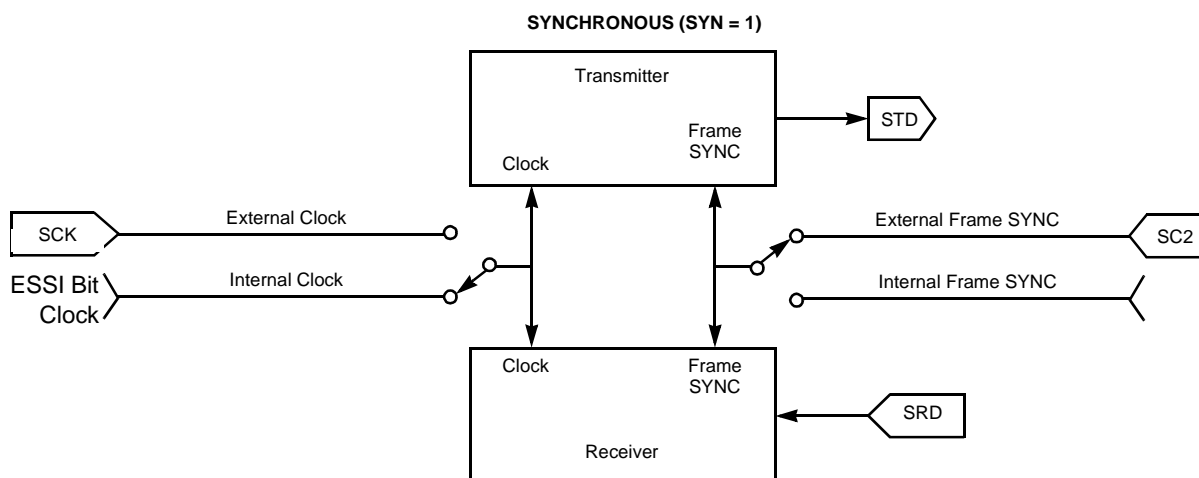 SYNCHRONOUS (SYN = 1)
Transmitter
Frame
SYNC
Clock
STD
SCK
External Clock
External Frame SYNC
SC2
ESSI Bit
Clock
Internal Clock
Internal Frame SYNC
Clock
Frame
SYNC
SRD
Receiver